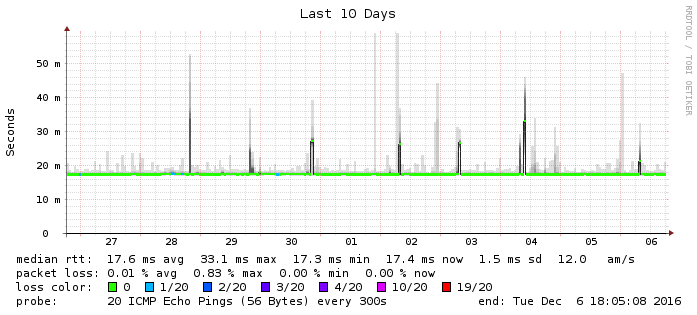 Last 10 Days
RRDTOOL / TOBI OETIKER
Seconds
50 m
40 m
30 m
20 m
10 m
0
27 28 29 30 01 02 03 04 05 06
median rtt: 17.6 ms avg 33.1 ms max 17.3 ms min 17.4 ms now 1.5 ms sd 12.0 am/s
packet loss: 0.01 % avg 0.83 % max 0.00 % min 0.00 % now
loss color: 0 1/20 2/20 3/20 4/20 10/20 19/20
probe: 20 ICMP Echo Pings (56 Bytes) every 300s end: Tue Dec 6 18:05:08 2016